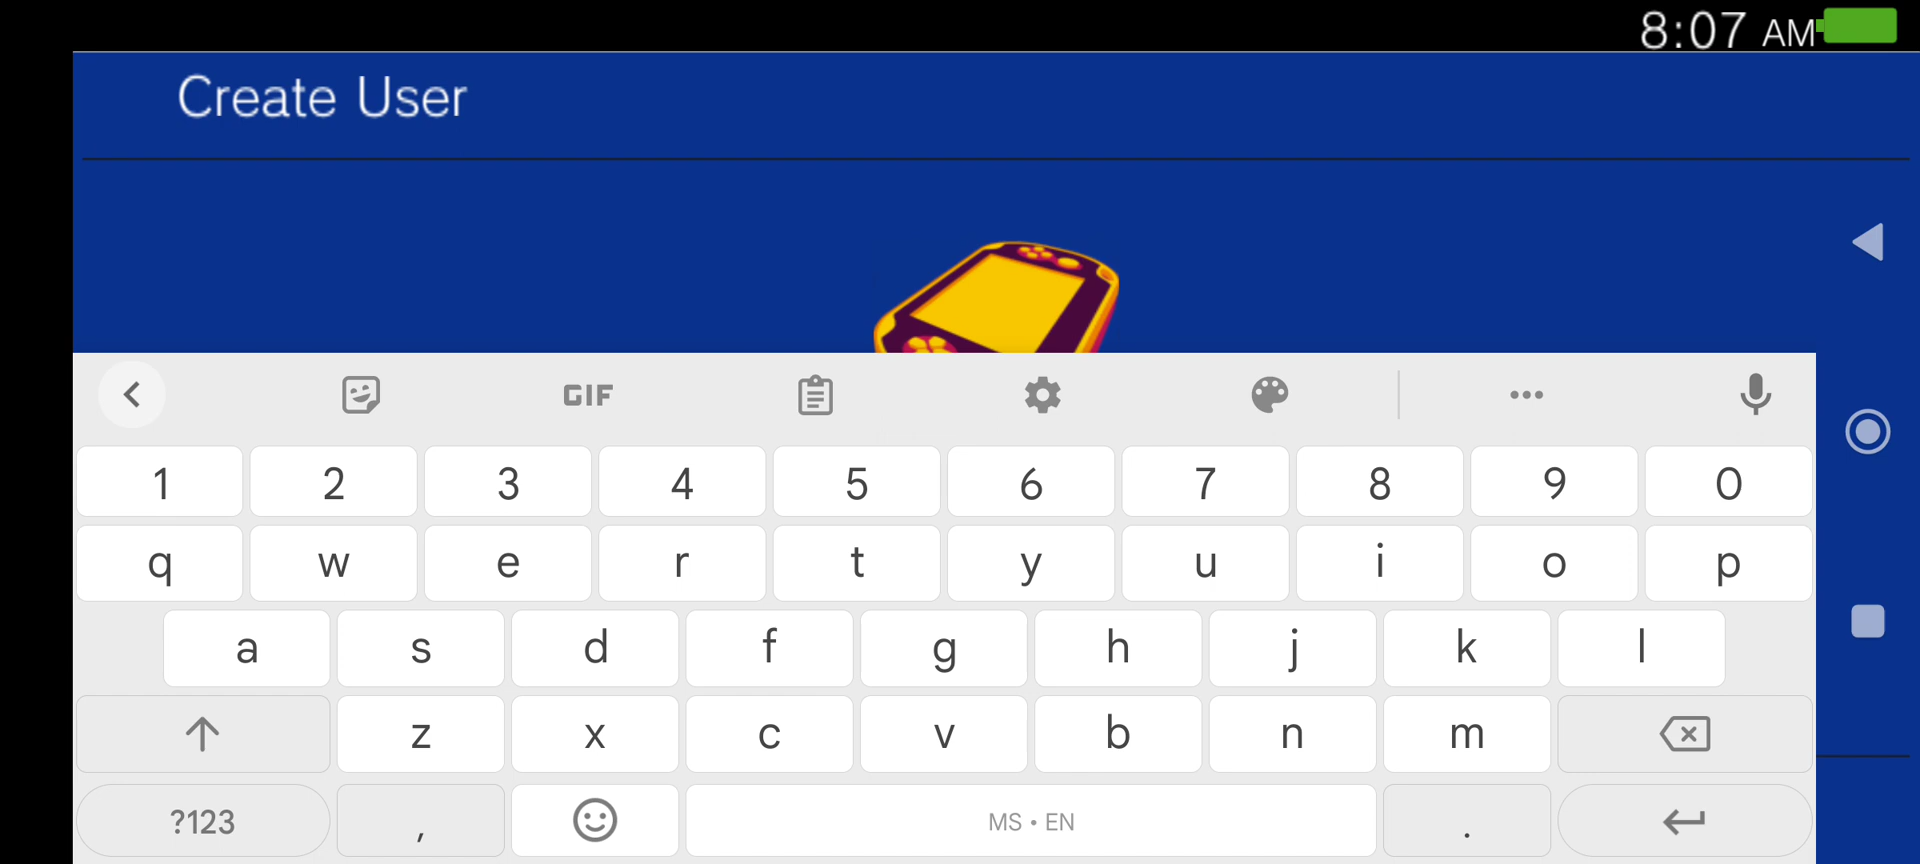 8:07 AM
Create User
GIF
1 2 3 4 5 6 7 8 9 0
q w e r t y u i o p
a s d f g h j k l
z x c v b n m
?123 , MS • EN .